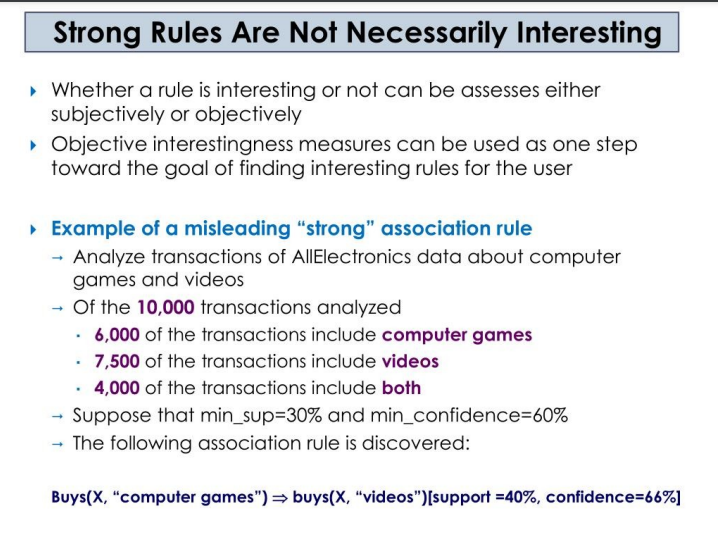 Strong Rules Are Not Necessarily Interesting
Whether a rule is interesting or not can be assesses either
subjectively or objectively
Objective interestingness measures can be used as one step
toward the goal of finding interesting rules for the user
Example of a misleading “strong” association rule
→ Analyze transactions of AllElectronics data about computer
games and videos
→ Of the 10,000 transactions analyzed
· 6,000 of the transactions include computer games
· 7,500 of the transactions include videos
· 4,000 of the transactions include both
→ Suppose that min_sup=30% and min_confidence=60%
→ The following association rule is discovered:
Buys(X, “computer games”) ⇒ buys(X, “videos”)[support =40%, confidence=66%]